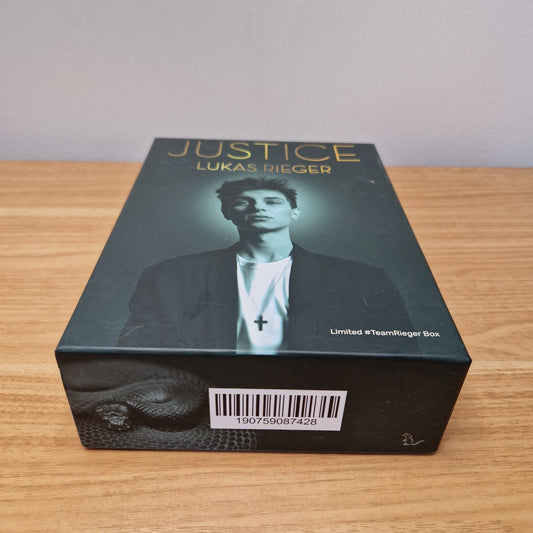 JUSTICE
LUKAS RIEGER
Limited #TeamRieger Box
190759087428